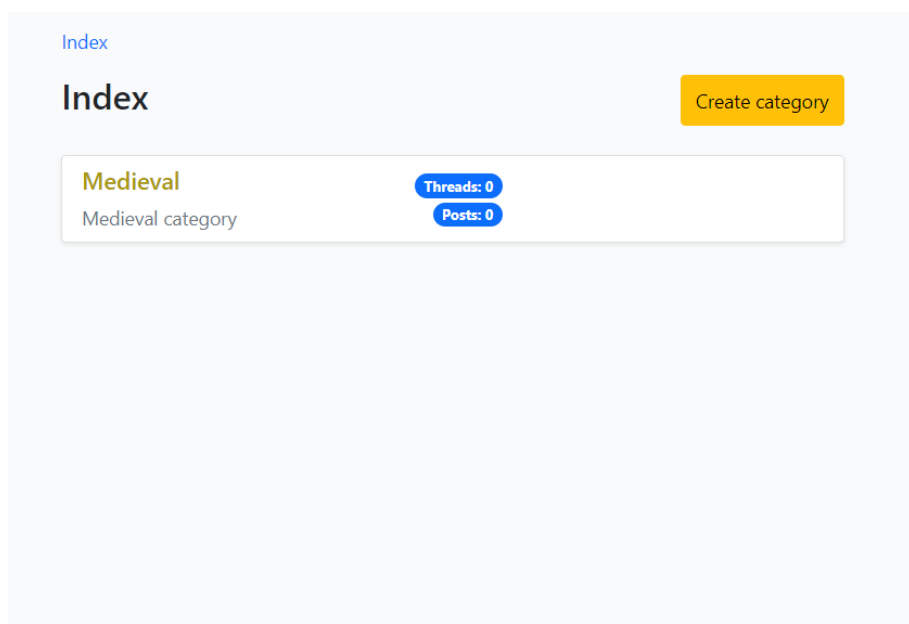 Index
Index
Create category
Medieval
Threads: 0
Medieval category
Posts: 0